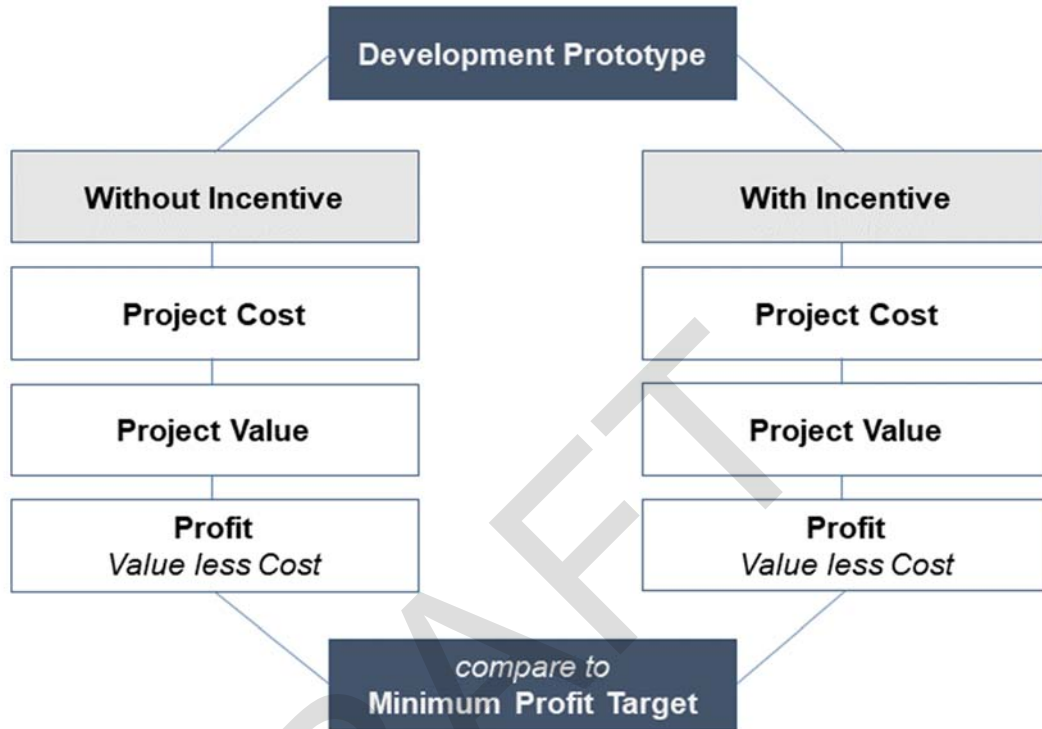 Development Prototype
Without Incentive
Project Cost
Project Value
Profit
Value less Cost
With Incentive
Project Cost
Project Value
Profit
Value less Cost
compare to
Minimum Profit Target
DRAFT